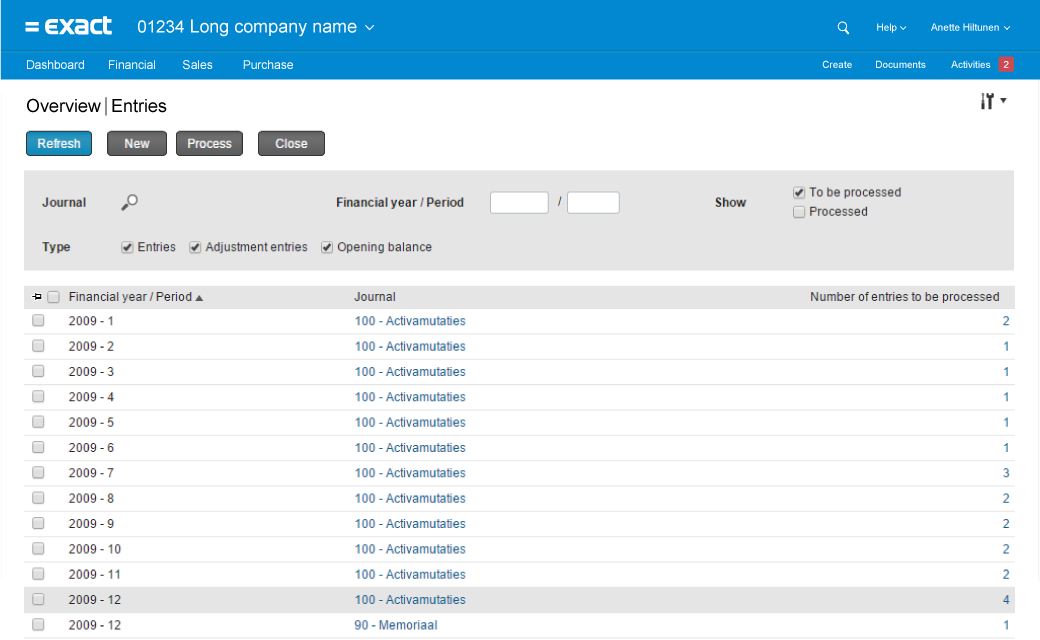 exact 01234 Long company name Help Anette Hiltunen
Dashboard Financial Sales Purchase Create Documents Activities 2
Overview | Entries
Refresh New Process Close
Journal Financial year / Period / Show To be processed
Processed
Type Entries Adjustment entries Opening balance
Financial year / Period Journal Number of entries to be processed
2009 - 1 100 - Activamutaties 2
2009 - 2 100 - Activamutaties 1
2009 - 3 100 - Activamutaties 1
2009 - 4 100 - Activamutaties 1
2009 - 5 100 - Activamutaties 1
2009 - 6 100 - Activamutaties 1
2009 - 7 100 - Activamutaties 3
2009 - 8 100 - Activamutaties 2
2009 - 9 100 - Activamutaties 2
2009 - 10 100 - Activamutaties 2
2009 - 11 100 - Activamutaties 2
2009 - 12 100 - Activamutaties 4
2009 - 12 90 - Memoriaal 1